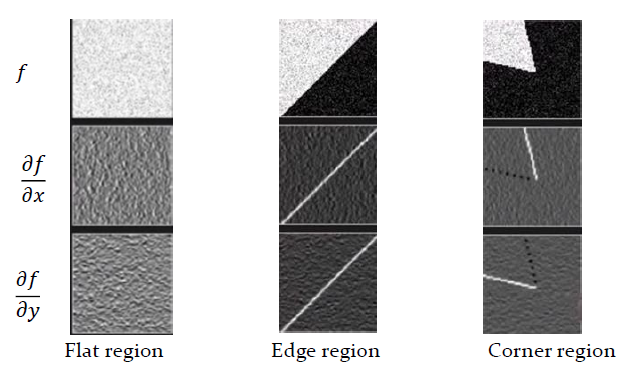 f
∂f
∂x
∂f
∂y
Flat region Edge region Corner region